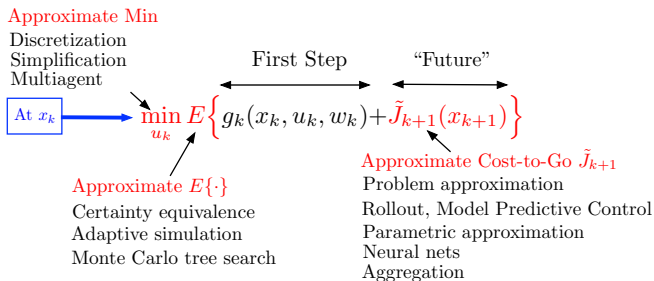 Approximate Min
Discretization
Simplification
Multiagent
First Step
“Future”
At x_k
min_{u_k} E{g_k(x_k, u_k, w_k)+J̃_{k+1}(x_{k+1})}
Approximate E{·}
Certainty equivalence
Adaptive simulation
Monte Carlo tree search
Approximate Cost-to-Go J̃_{k+1}
Problem approximation
Rollout, Model Predictive Control
Parametric approximation
Neural nets
Aggregation